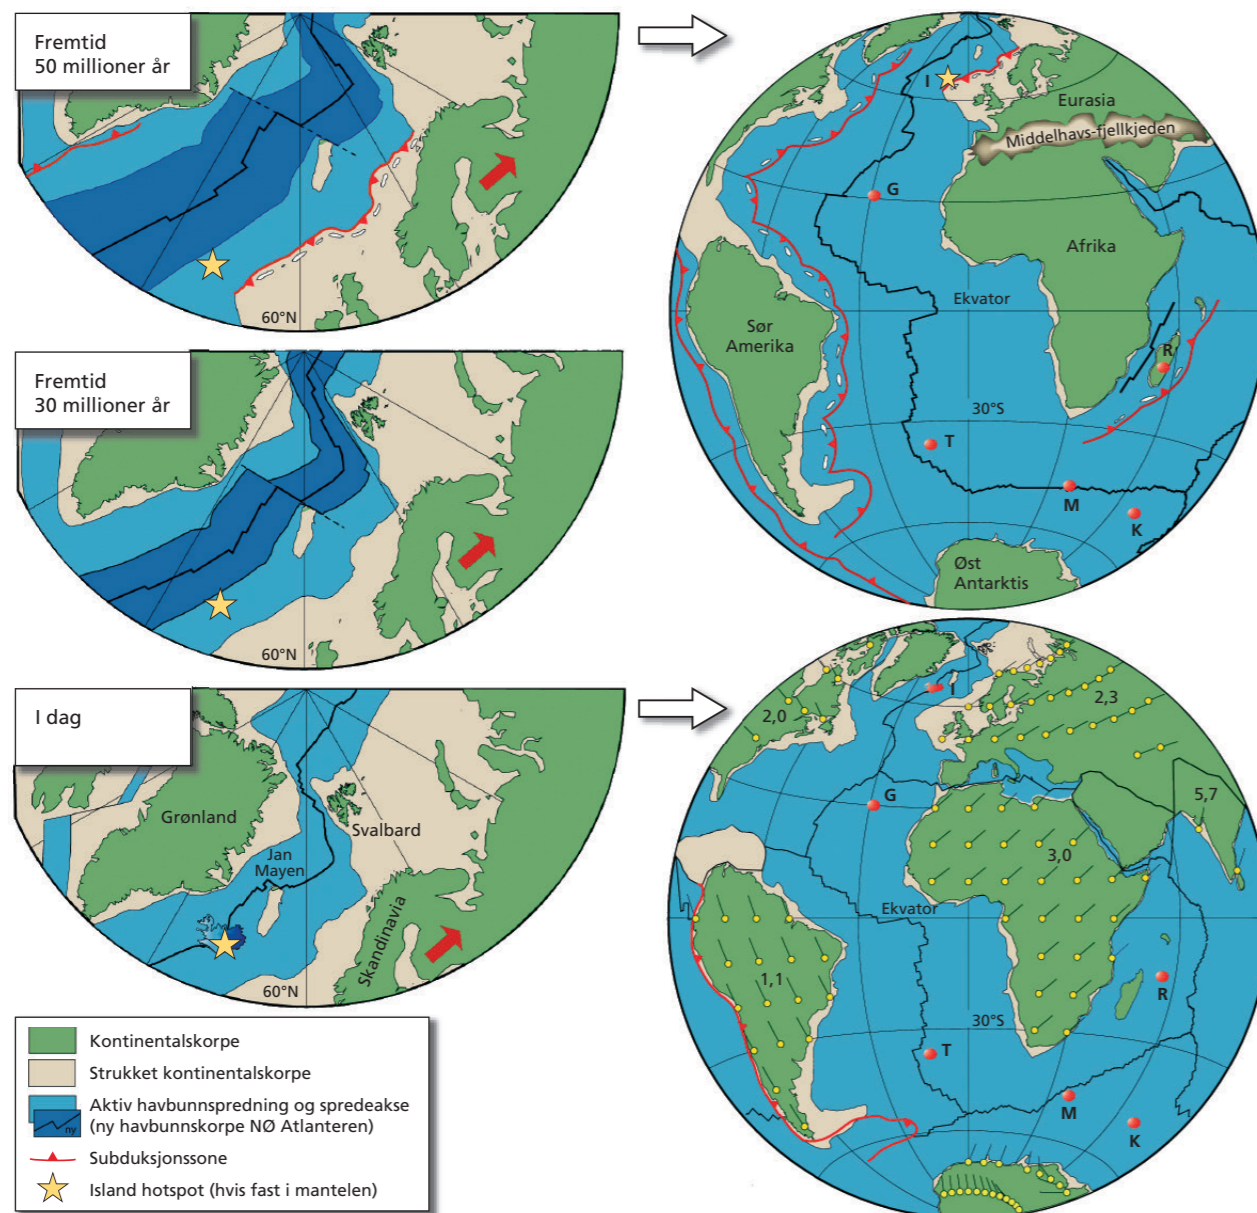 Fremtid
50 millioner år
60°N
Fremtid
30 millioner år
60°N
I dag
Grønland
Svalbard
Jan
Mayen
Skandinavia
60°N
Kontinentalskorpe
Strukket kontinentalskorpe
Aktiv havbunnspredning og spredeakse
(ny havbunnskorpe NØ Atlanteren)
ny
Subduksjonssone
Island hotspot (hvis fast i mantelen)
I
Eurasia
Middelhavs-fjellkjeden
G
Afrika
Ekvator
Sør
Amerika
R
30°S
T
M
K
Øst
Antarktis
2,0
I
2,3
G
5,7
3,0
Ekvator
1,1
R
30°S
T
M
K